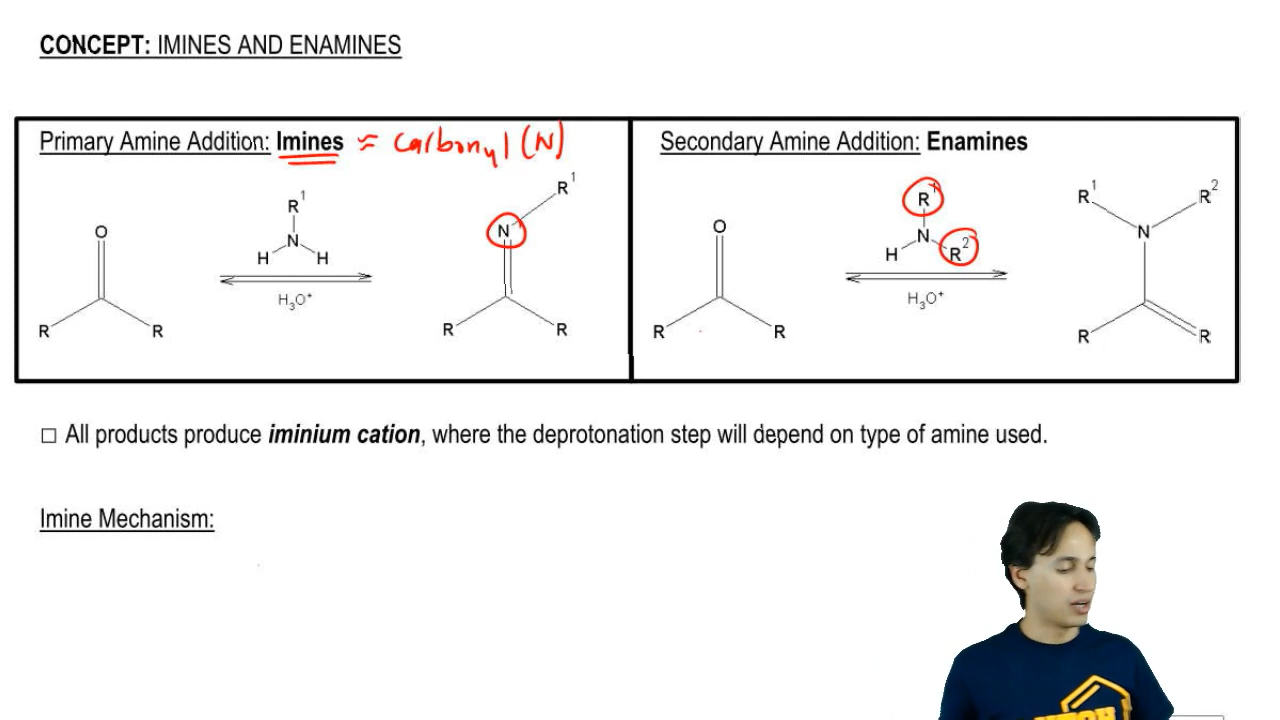 CONCEPT: IMINES AND ENAMINES
Primary Amine Addition: Imines ≈ Carbonyl (N)
O
R
R
R¹
N
H
H
H₃O⁺
R¹
N
R
R
Secondary Amine Addition: Enamines
O
R
R
R¹
N
H
R²
H₃O⁺
R¹
R²
N
R
R
□ All products produce iminium cation, where the deprotonation step will depend on type of amine used.
Imine Mechanism: